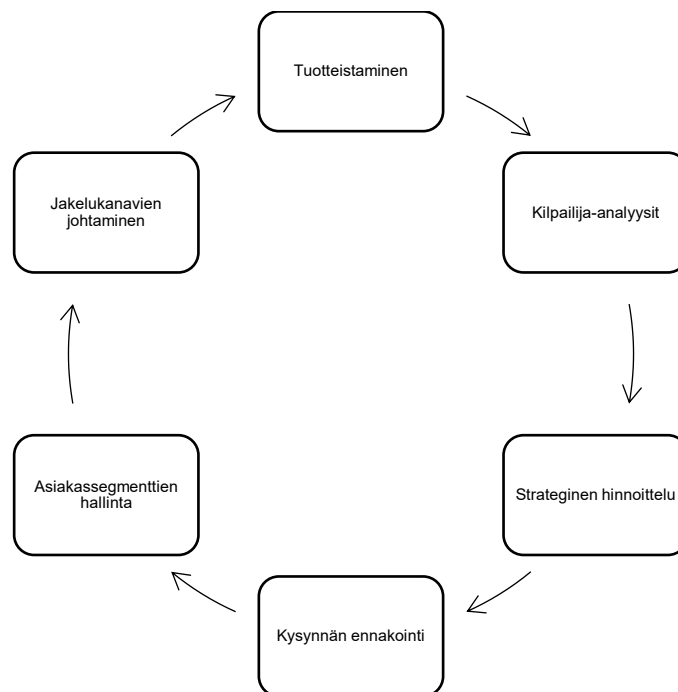 Tuotteistaminen
Kilpailija-analyysit
Strateginen hinnoittelu
Kysynnän ennakointi
Asiakassegmenttien
hallinta
Jakelukanavien
johtaminen